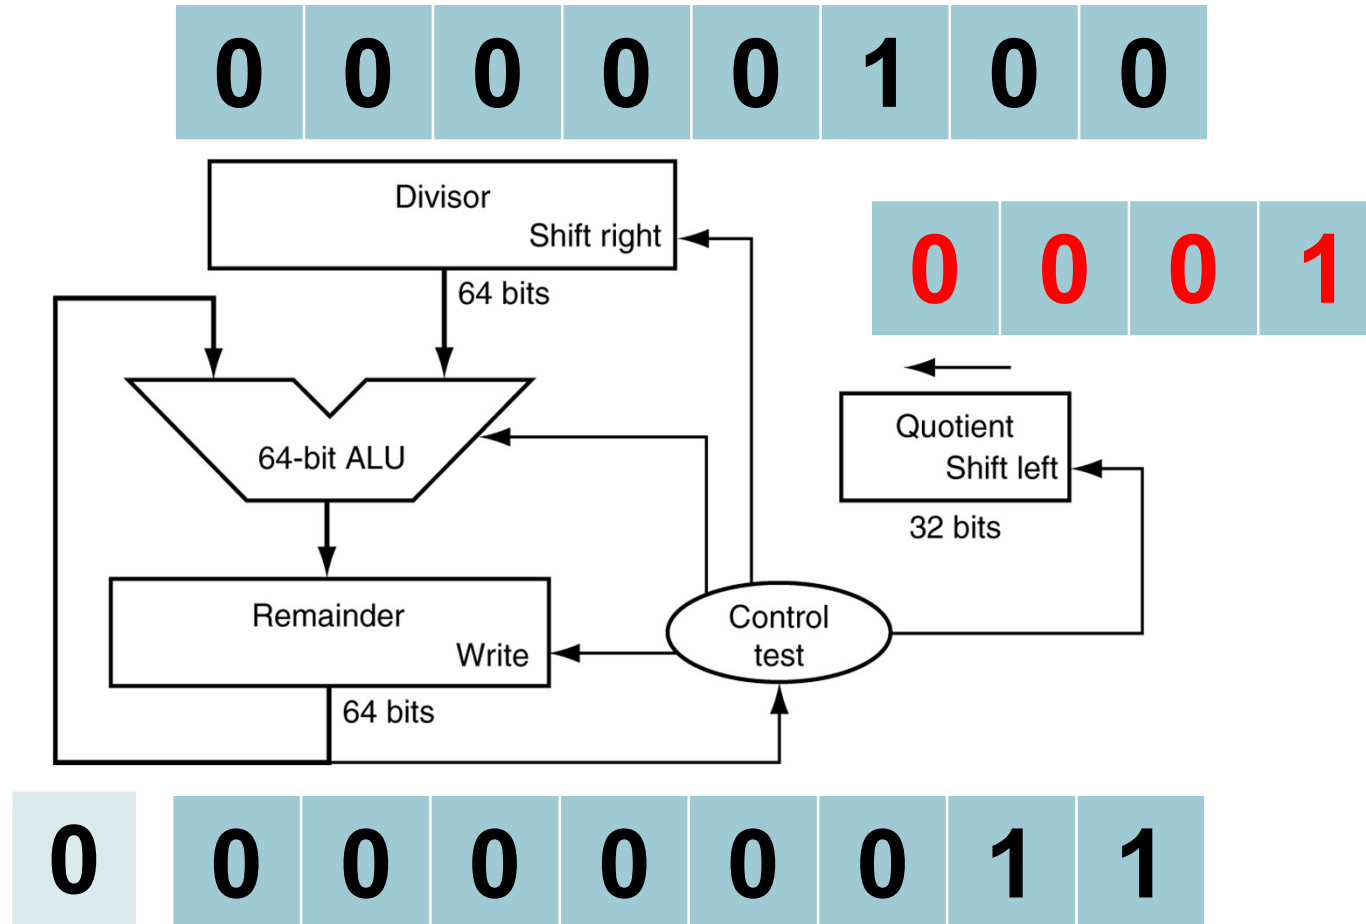 0 0 0 0 0 1 0 0
Divisor
Shift right
64 bits
0 0 0 1
64-bit ALU
Quotient
Shift left
32 bits
Remainder
Write
Control
test
64 bits
0 0 0 0 0 0 0 1 1